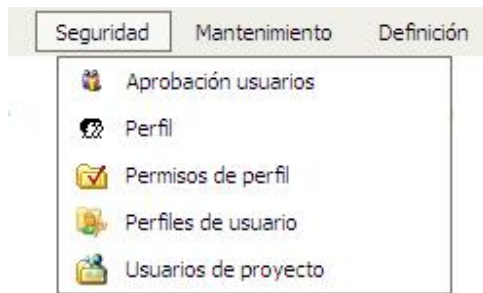 Seguridad Mantenimiento Definición
Aprobación usuarios
Perfil
Permisos de perfil
Perfiles de usuario
Usuarios de proyecto